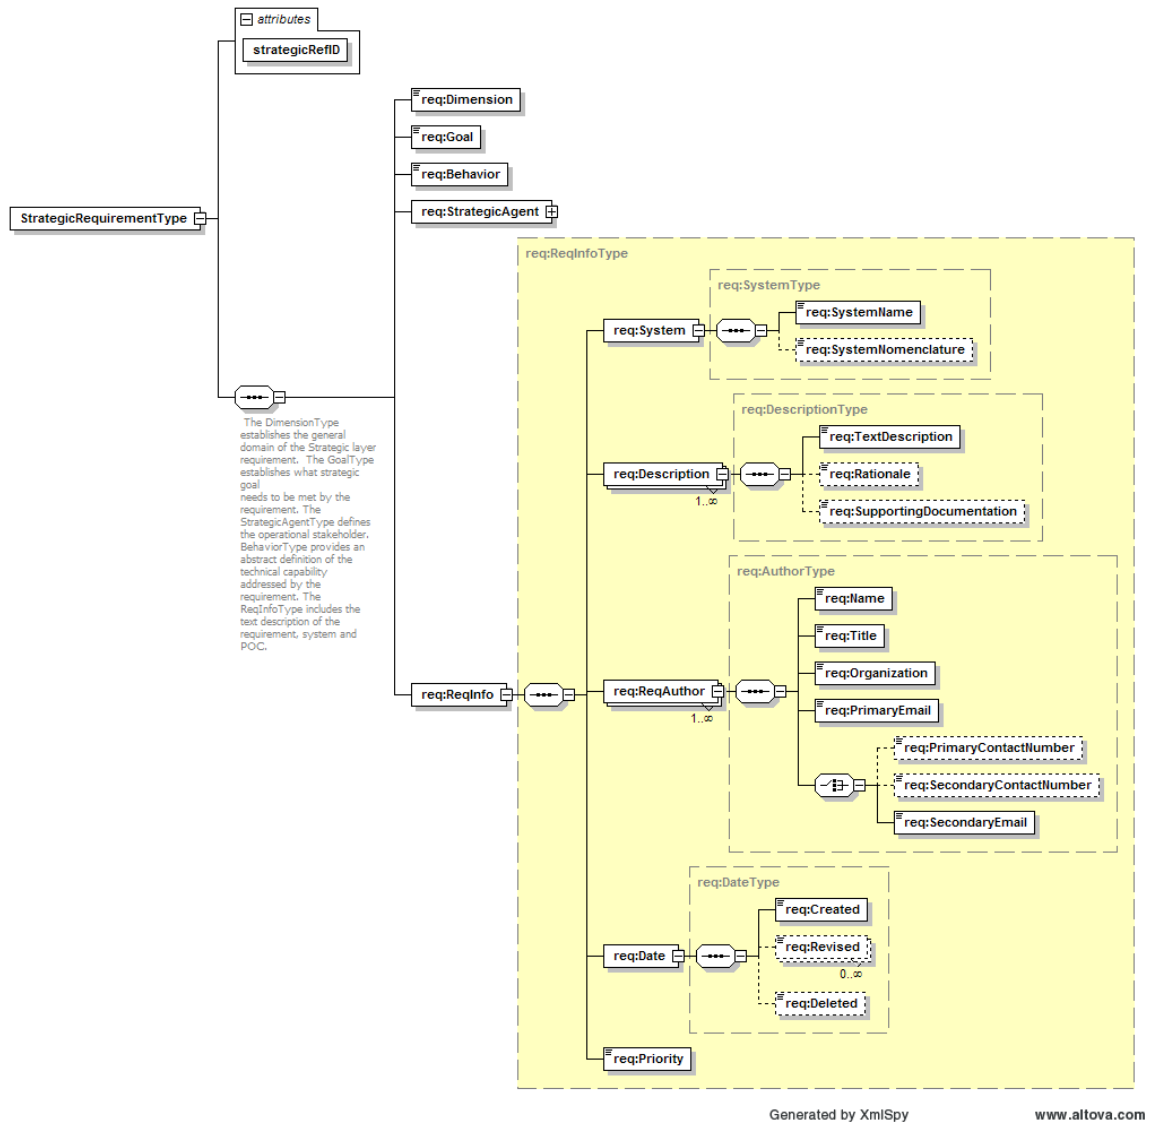 attributes
strategicRefID
req:Dimension
req:Goal
req:Behavior
StrategicRequirementType
req:StrategicAgent
req:ReqInfoType
req:SystemType
req:System
req:SystemName
req:SystemNomenclature
The DimensionType
establishes the general
domain of the Strategic layer
requirement.  The GoalType
establishes what strategic
goal
needs to be met by the
requirement. The
StrategicAgentType defines
the operational stakeholder.
BehaviorType provides an
abstract definition of the
technical capability
addressed by the
requirement. The
ReqInfoType includes the
text description of the
requirement, system and
POC.
req:DescriptionType
req:Description
1..∞
req:TextDescription
req:Rationale
req:SupportingDocumentation
req:ReqInfo
req:AuthorType
req:ReqAuthor
1..∞
req:Name
req:Title
req:Organization
req:PrimaryEmail
req:PrimaryContactNumber
req:SecondaryContactNumber
req:SecondaryEmail
req:DateType
req:Date
req:Created
req:Revised
0..∞
req:Deleted
req:Priority
Generated by XmlSpy
www.altova.com